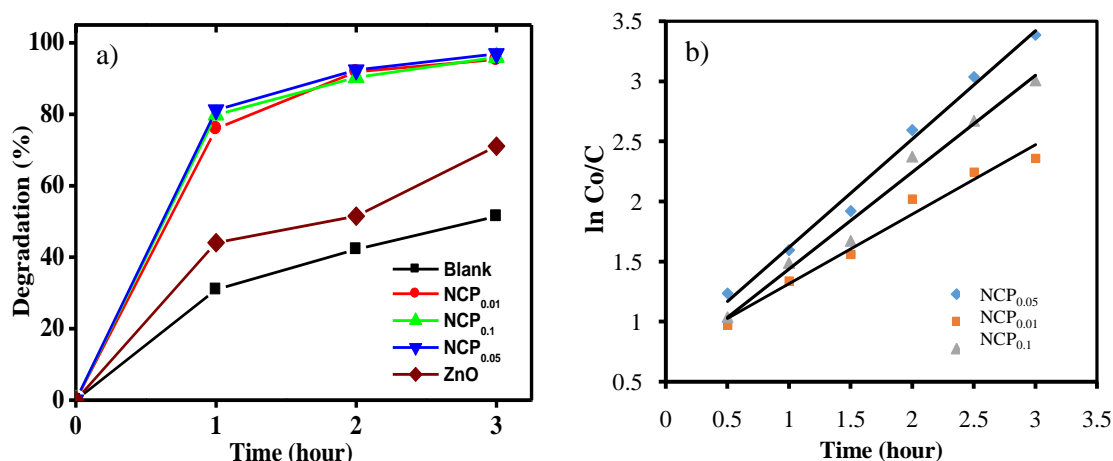 a)
Degradation (%)
100
80
60
40
20
0
0 1 2 3
Time (hour)
Blank
NCP0.01
NCP0.1
NCP0.05
ZnO
b)
ln Co/C
3.5
3
2.5
2
1.5
1
0.5
0 0.5 1 1.5 2 2.5 3 3.5
Time (hour)
NCP0.05
NCP0.01
NCP0.1